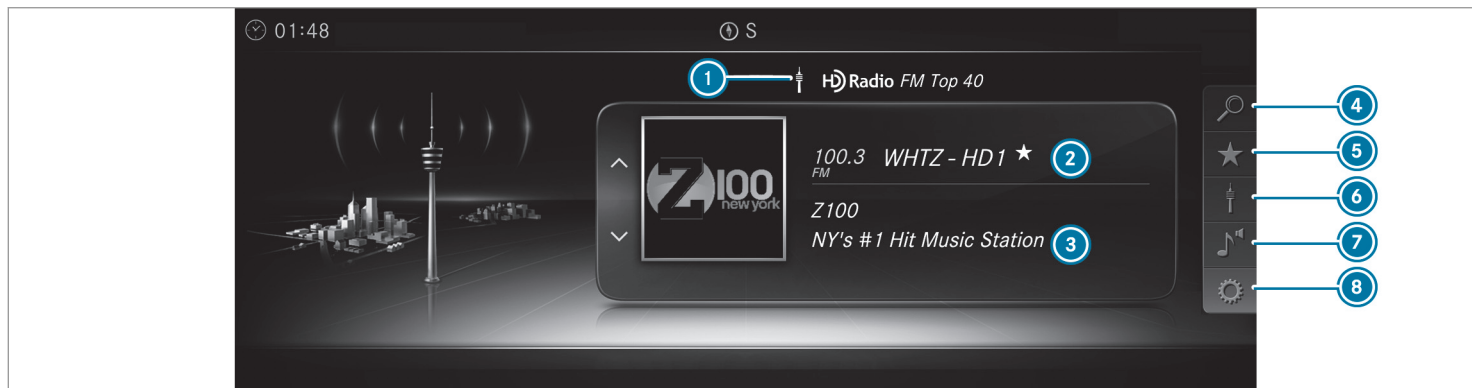 01:48
S
1
HD Radio FM Top 40
4
100.3 WHTZ - HD1 ★ 2
FM
5
Z100 new york
Z100
6
NY's #1 Hit Music Station 3
7
8